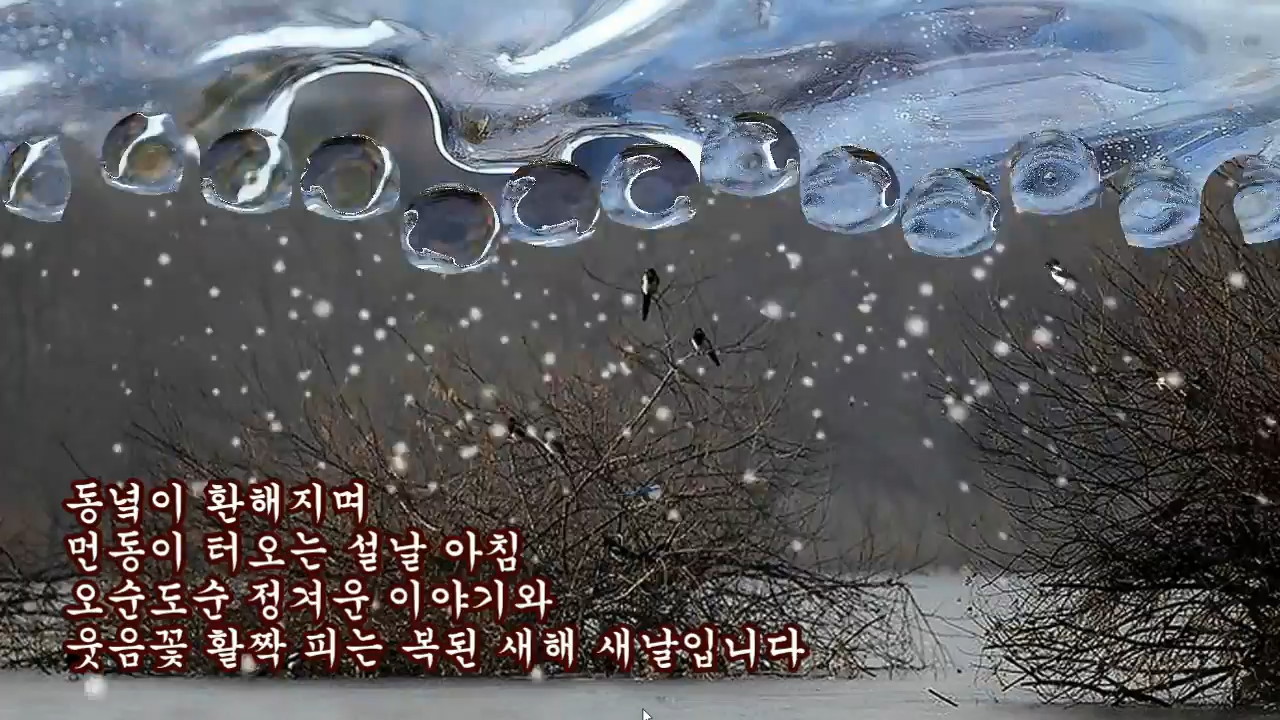 동녘이 환해지며
먼동이 터오는 설날 아침
오순도순 정겨운 이야기와
웃음꽃 활짝 피는 복된 새해 새날입니다